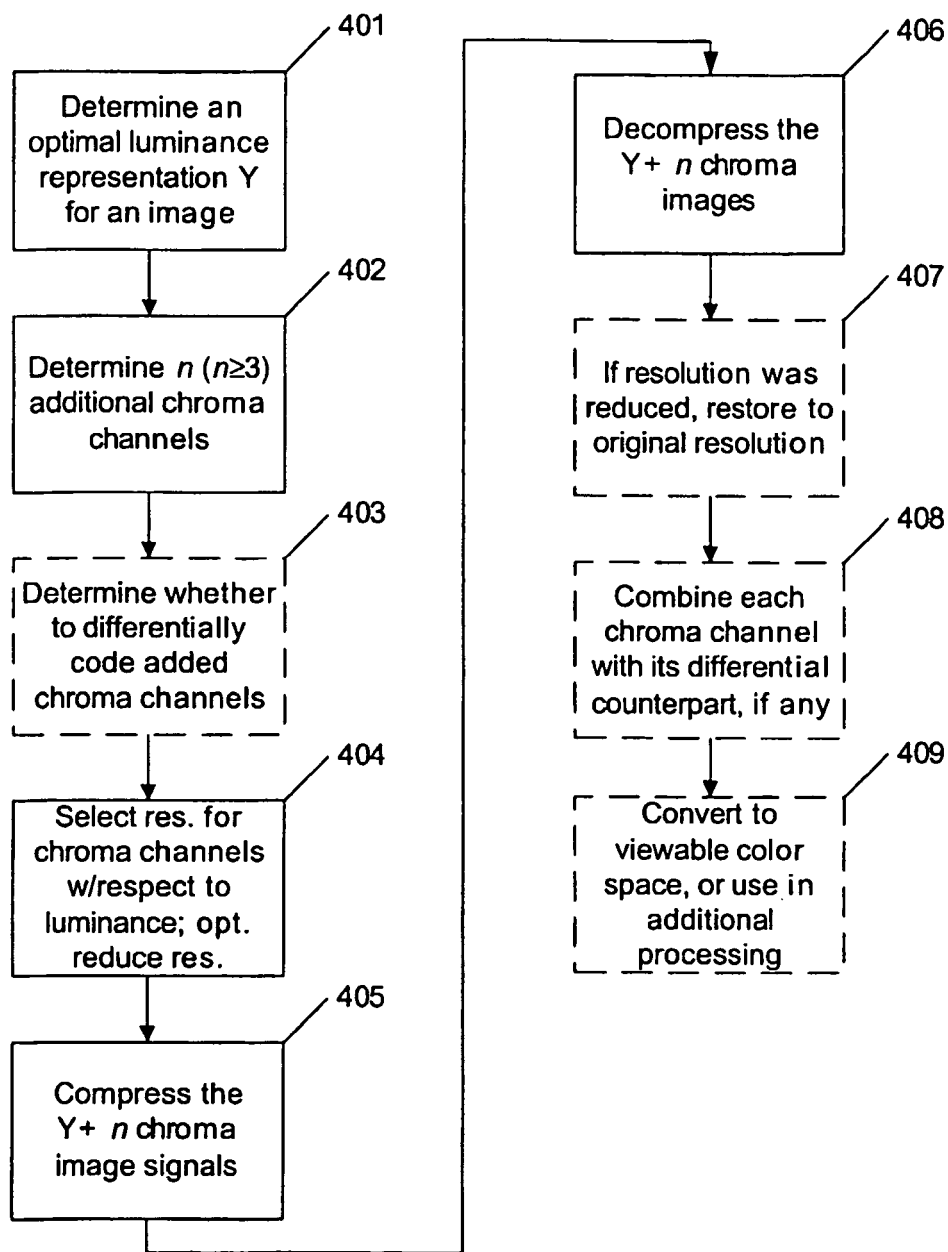 401
Determine an
optimal luminance
representation Y
for an image
402
Determine n (n≥3)
additional chroma
channels
403
Determine whether
to differentially
code added
chroma channels
404
Select res. for
chroma channels
w/respect to
luminance; opt.
reduce res.
405
Compress the
Y+ n chroma
image signals
406
Decompress the
Y+ n chroma
images
407
If resolution was
reduced, restore to
original resolution
408
Combine each
chroma channel
with its differential
counterpart, if any
409
Convert to
viewable color
space, or use in
additional
processing